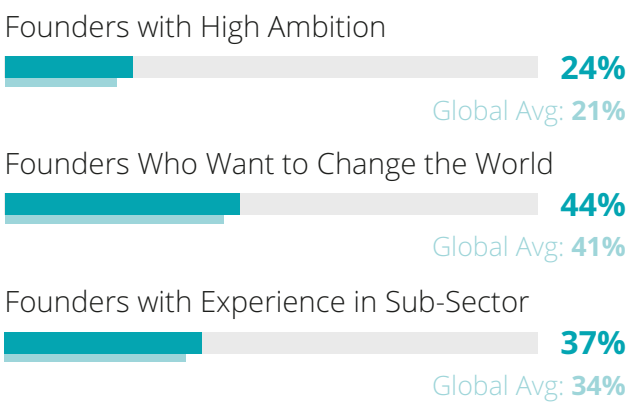 Founders with High Ambition
24%
Global Avg: 21%
Founders Who Want to Change the World
44%
Global Avg: 41%
Founders with Experience in Sub-Sector
37%
Global Avg: 34%